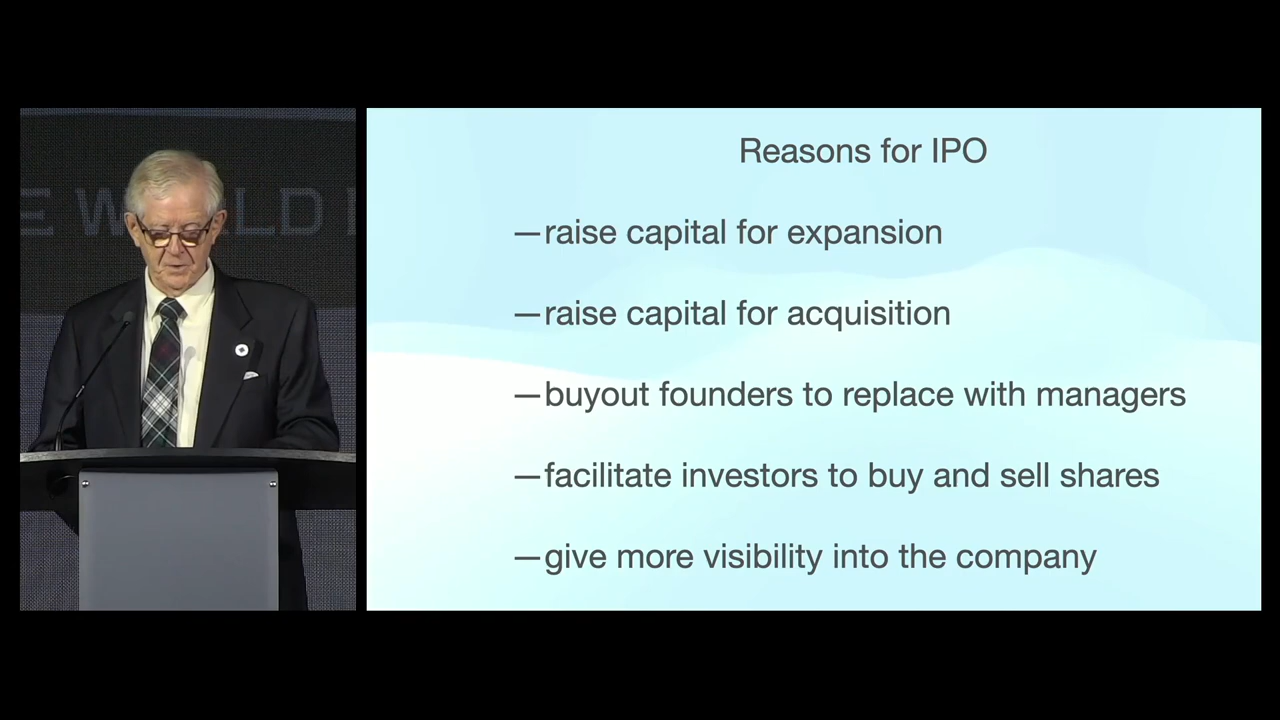 E W LD
Reasons for IPO
—raise capital for expansion
—raise capital for acquisition
—buyout founders to replace with managers
—facilitate investors to buy and sell shares
—give more visibility into the company